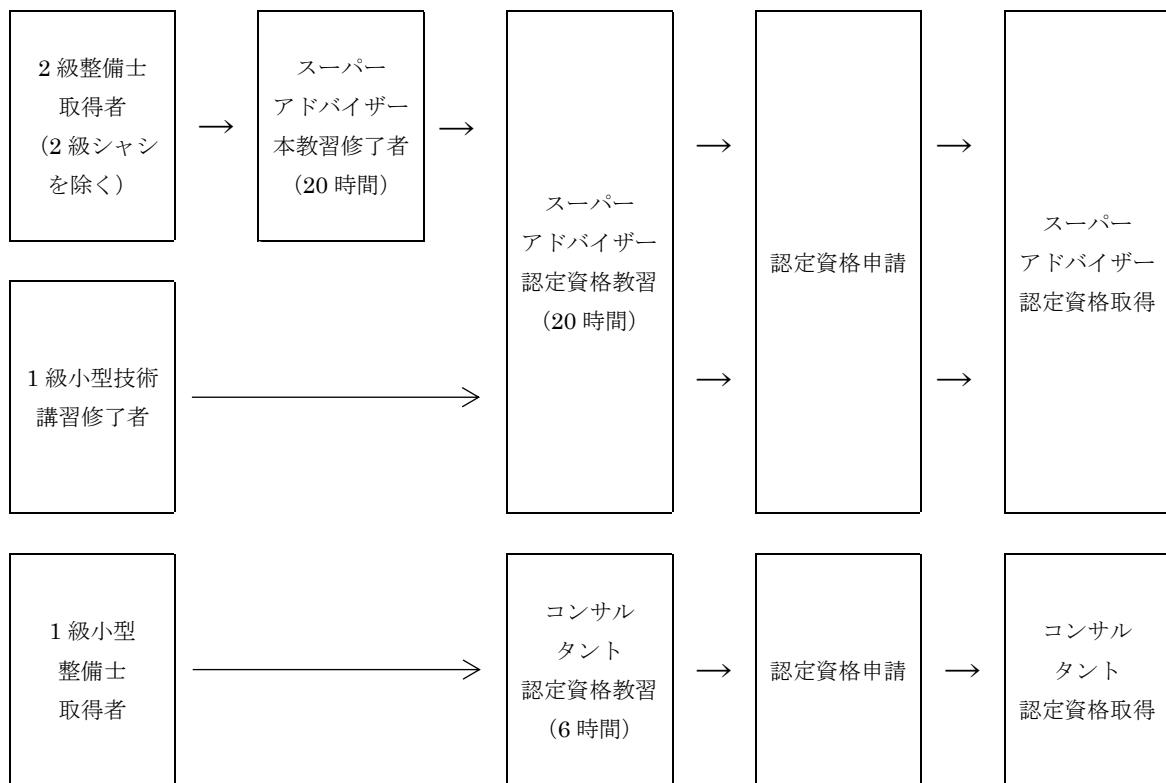 2 級整備士
取得者
（2 級シャシ
を除く）
→
スーパー
アドバイザー
本教習修了者
（20 時間）
→
スーパー
アドバイザー
認定資格教習
（20 時間）
→
→
認定資格申請
→
→
スーパー
アドバイザー
認定資格取得
1 級小型技術
講習修了者
1 級小型
整備士
取得者
コンサル
タント
認定資格教習
（6 時間）
→
認定資格申請
→
コンサル
タント
認定資格取得